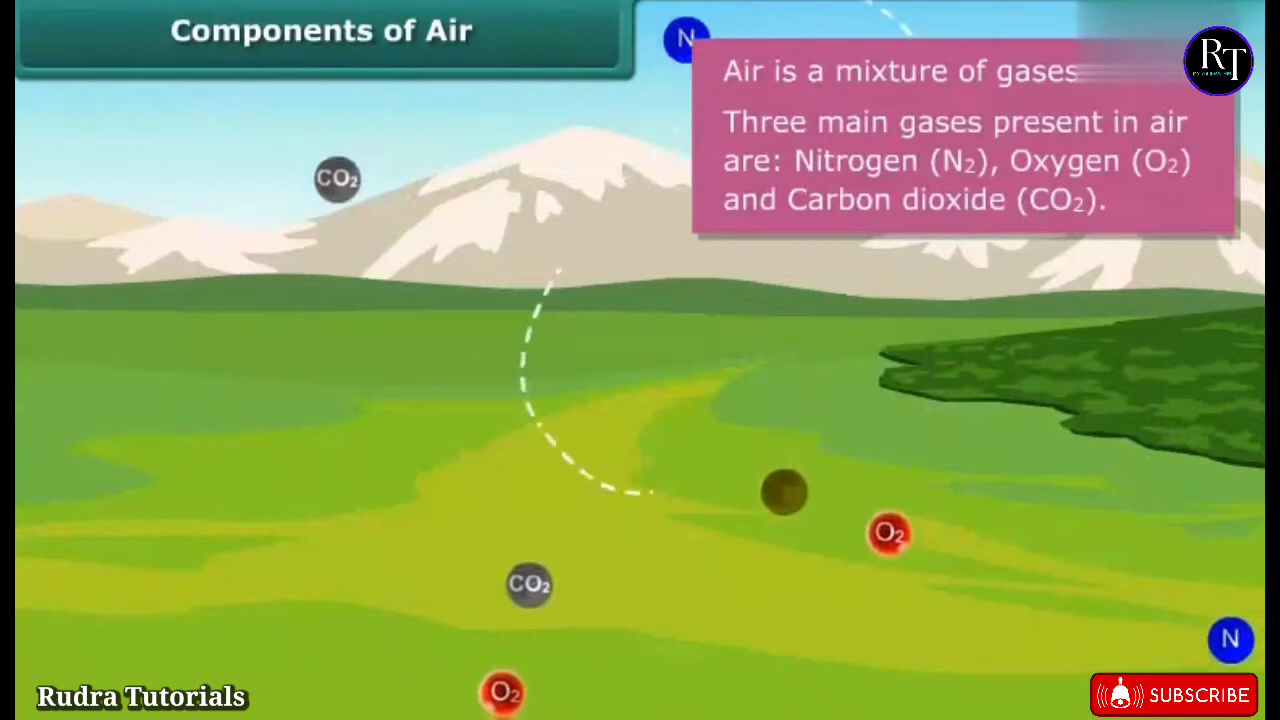 Components of Air
N
Air is a mixture of gases
RT
Three main gases present in air
are: Nitrogen (N₂), Oxygen (O₂)
and Carbon dioxide (CO₂).
CO₂
O₂
CO₂
N
O₂
Rudra Tutorials
SUBSCRIBE